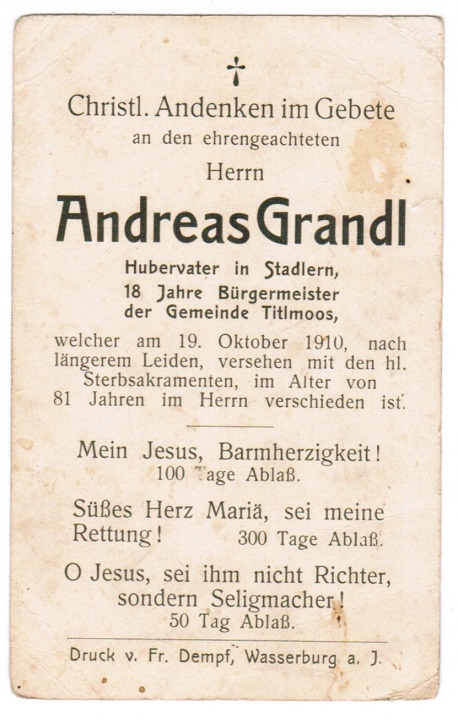 Christl. Andenken im Gebete
an den ehrengeachteten
Herrn
Andreas Grandl
Hubervater in Stadlern,
18 Jahre Bürgermeister
der Gemeinde Titlmoos,
welcher am 19. Oktober 1910, nach
längerem Leiden, versehen mit den hl.
Sterbsakramenten, im Alter von
81 Jahren im Herrn verschieden ist.
Mein Jesus, Barmherzigkeit!
100 Tage Ablaß.
Süßes Herz Mariä, sei meine
Rettung! 300 Tage Ablaß.
O Jesus, sei ihm nicht Richter,
sondern Seligmacher!
50 Tag Ablaß.
Druck v. Fr. Dempf, Wasserburg a. J.